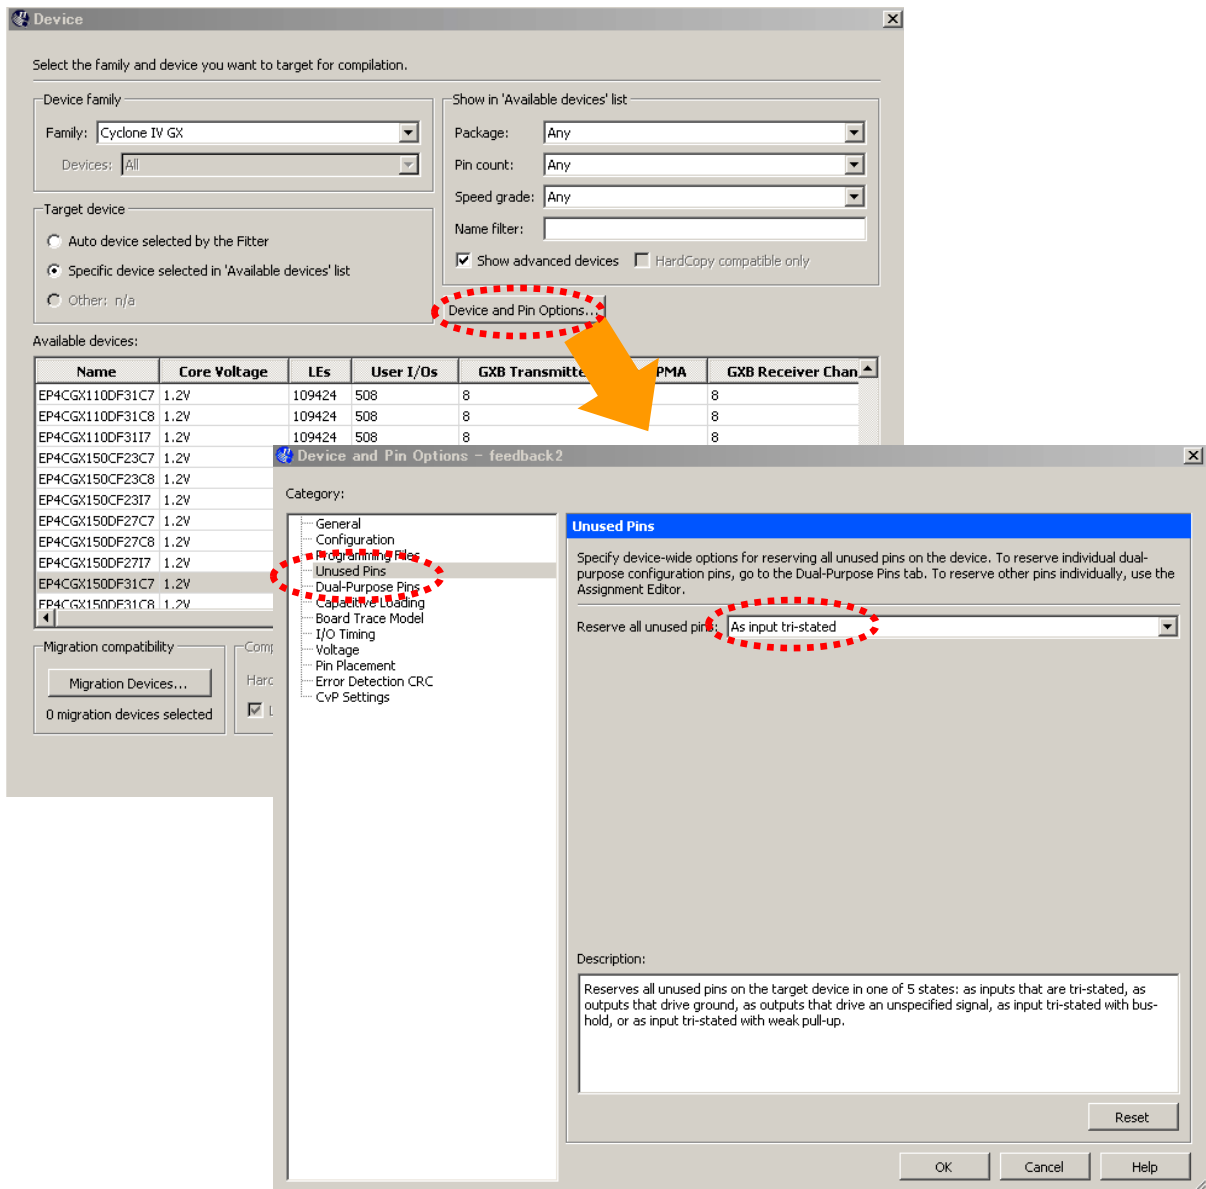 Device
Select the family and device you want to target for compilation.
Device family
Family: Cyclone IV GX
Devices: All
Target device
Auto device selected by the Fitter
Specific device selected in 'Available devices' list
Other: n/a
Show in 'Available devices' list
Package: Any
Pin count: Any
Speed grade: Any
Name filter:
Show advanced devices HardCopy compatible only
Device and Pin Options...
Available devices:
Name Core Voltage LEs User I/Os GXB Transmitte PMA GXB Receiver Chan
EP4CGX110DF31C7 1.2V 109424 508 8 8
EP4CGX110DF31C8 1.2V 109424 508 8 8
EP4CGX110DF31I7 1.2V 109424 508 8 8
EP4CGX150CF23C7 1.2V
EP4CGX150CF23C8 1.2V
EP4CGX150CF23I7 1.2V
EP4CGX150DF27C7 1.2V
EP4CGX150DF27C8 1.2V
EP4CGX150DF27I7 1.2V
EP4CGX150DF31C7 1.2V
EP4CGX150DF31C8 1.2V
Migration compatibility
Migration Devices...
0 migration devices selected
Comp
Harc
L
Device and Pin Options - feedback2
Category:
General
Configuration
Programming Files
Unused Pins
Dual-Purpose Pins
Capacitive Loading
Board Trace Model
I/O Timing
Voltage
Pin Placement
Error Detection CRC
CvP Settings
Unused Pins
Specify device-wide options for reserving all unused pins on the device. To reserve individual dual-
purpose configuration pins, go to the Dual-Purpose Pins tab. To reserve other pins individually, use the
Assignment Editor.
Reserve all unused pins: As input tri-stated
Description:
Reserves all unused pins on the target device in one of 5 states: as inputs that are tri-stated, as
outputs that drive ground, as outputs that drive an unspecified signal, as input tri-stated with bus-
hold, or as input tri-stated with weak pull-up.
Reset
OK Cancel Help